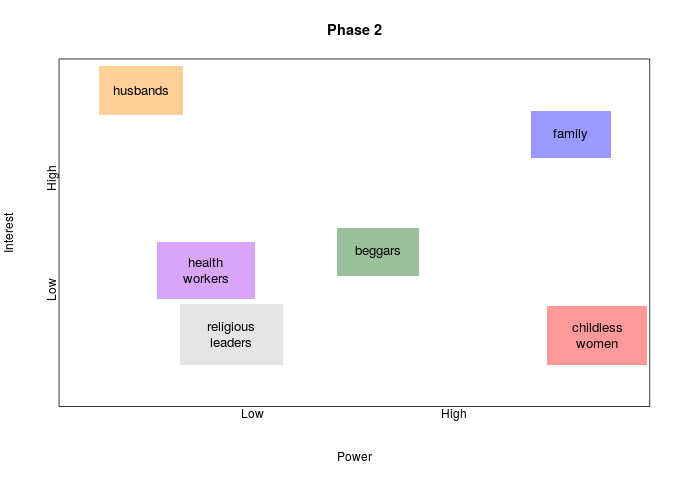 Phase 2
husbands
family
High
Interest
beggars
health
workers
Low
religious
leaders
childless
women
Low
High
Power